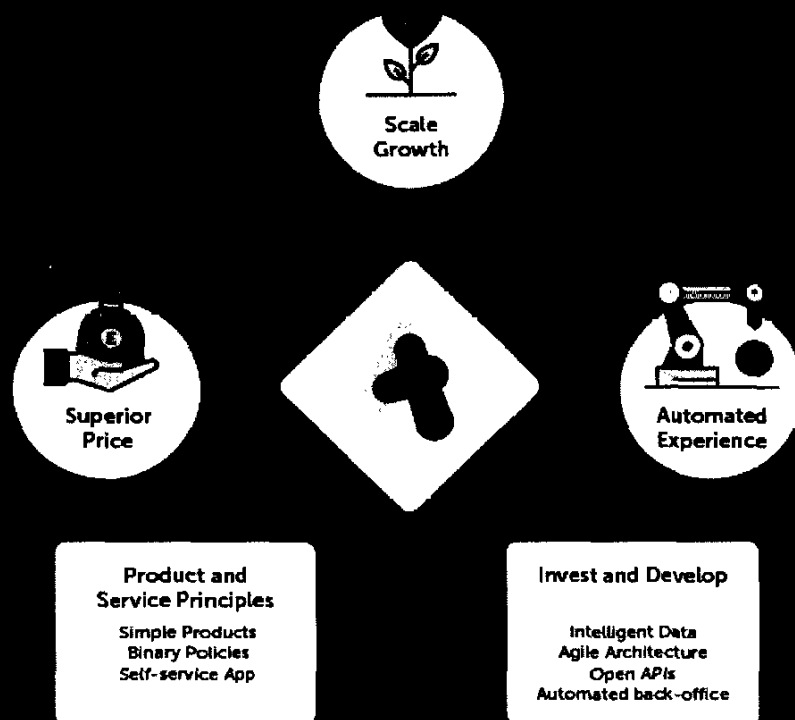 Scale
Growth
Superior
Price
Automated
Experience
Product and
Service Principles
Simple Products
Binary Policies
Self-service App
Invest and Develop
Intelligent Data
Agile Architecture
Open APIs
Automated back-office